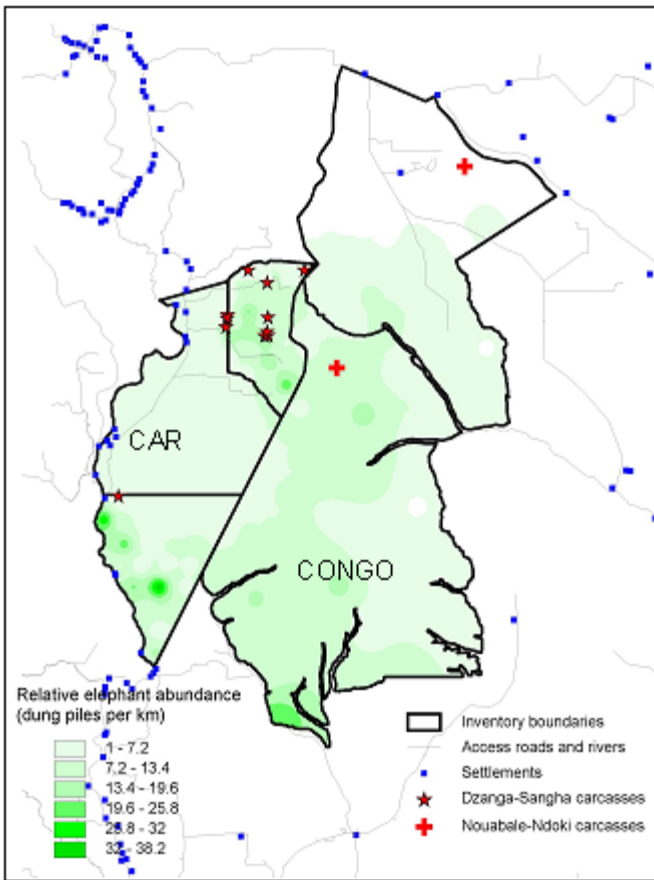 CAR
CONGO
Relative elephant abundance
(dung piles per km)
1 - 7.2
7.2 - 13.4
13.4 - 19.6
19.6 - 25.8
25.8 - 32
32 - 38.2
Inventory boundaries
Access roads and rivers
Settlements
Dzanga-Sangha carcasses
Nouabale-Ndoki carcasses